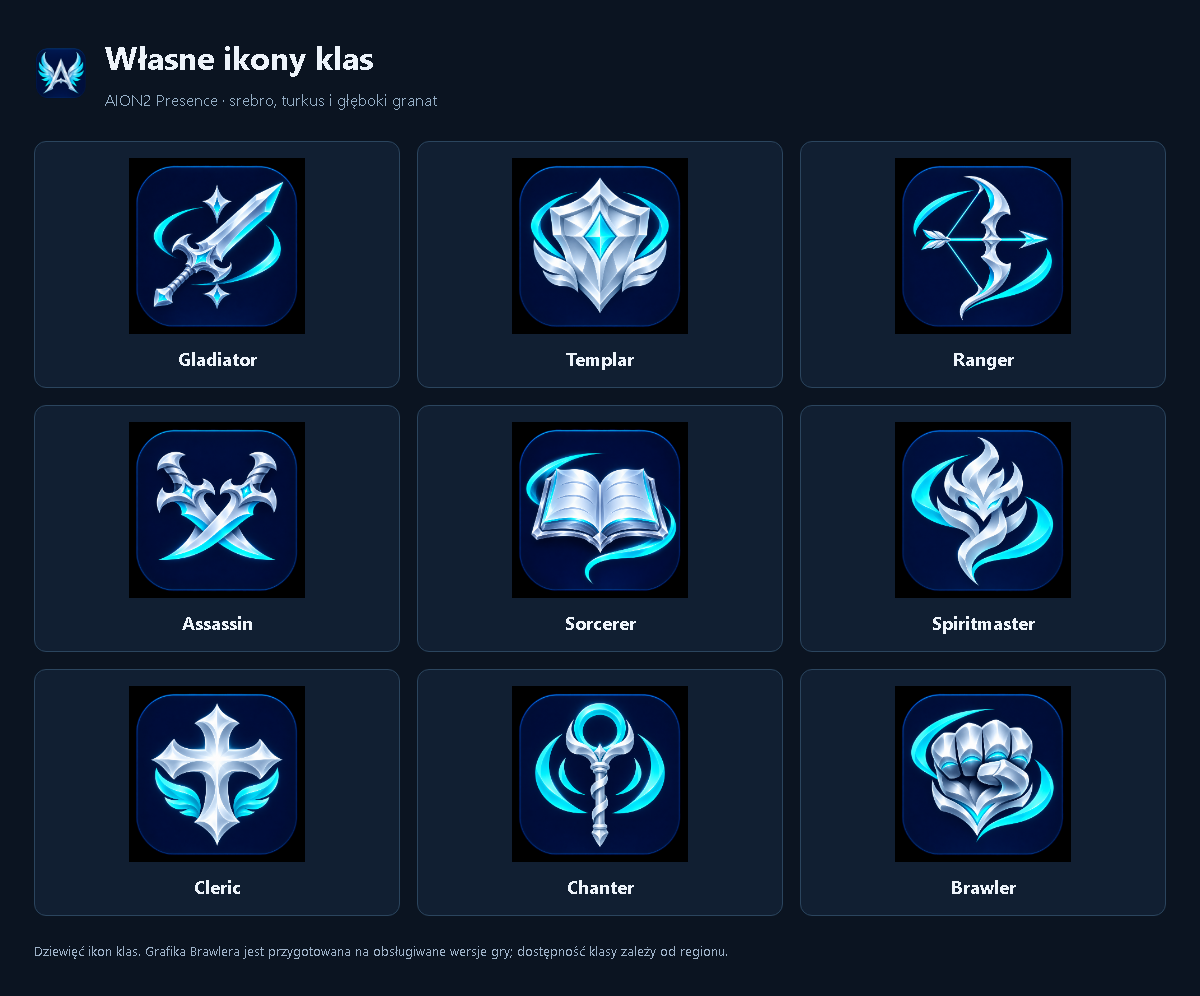 Własne ikony klas
AION2 Presence · srebro, turkus i głęboki granat
Gladiator
Templar
Ranger
Assassin
Sorcerer
Spiritmaster
Cleric
Chanter
Brawler
Dziewięć ikon klas. Grafika Brawlera jest przygotowana na obsługiwane wersje gry; dostępność klasy zależy od regionu.